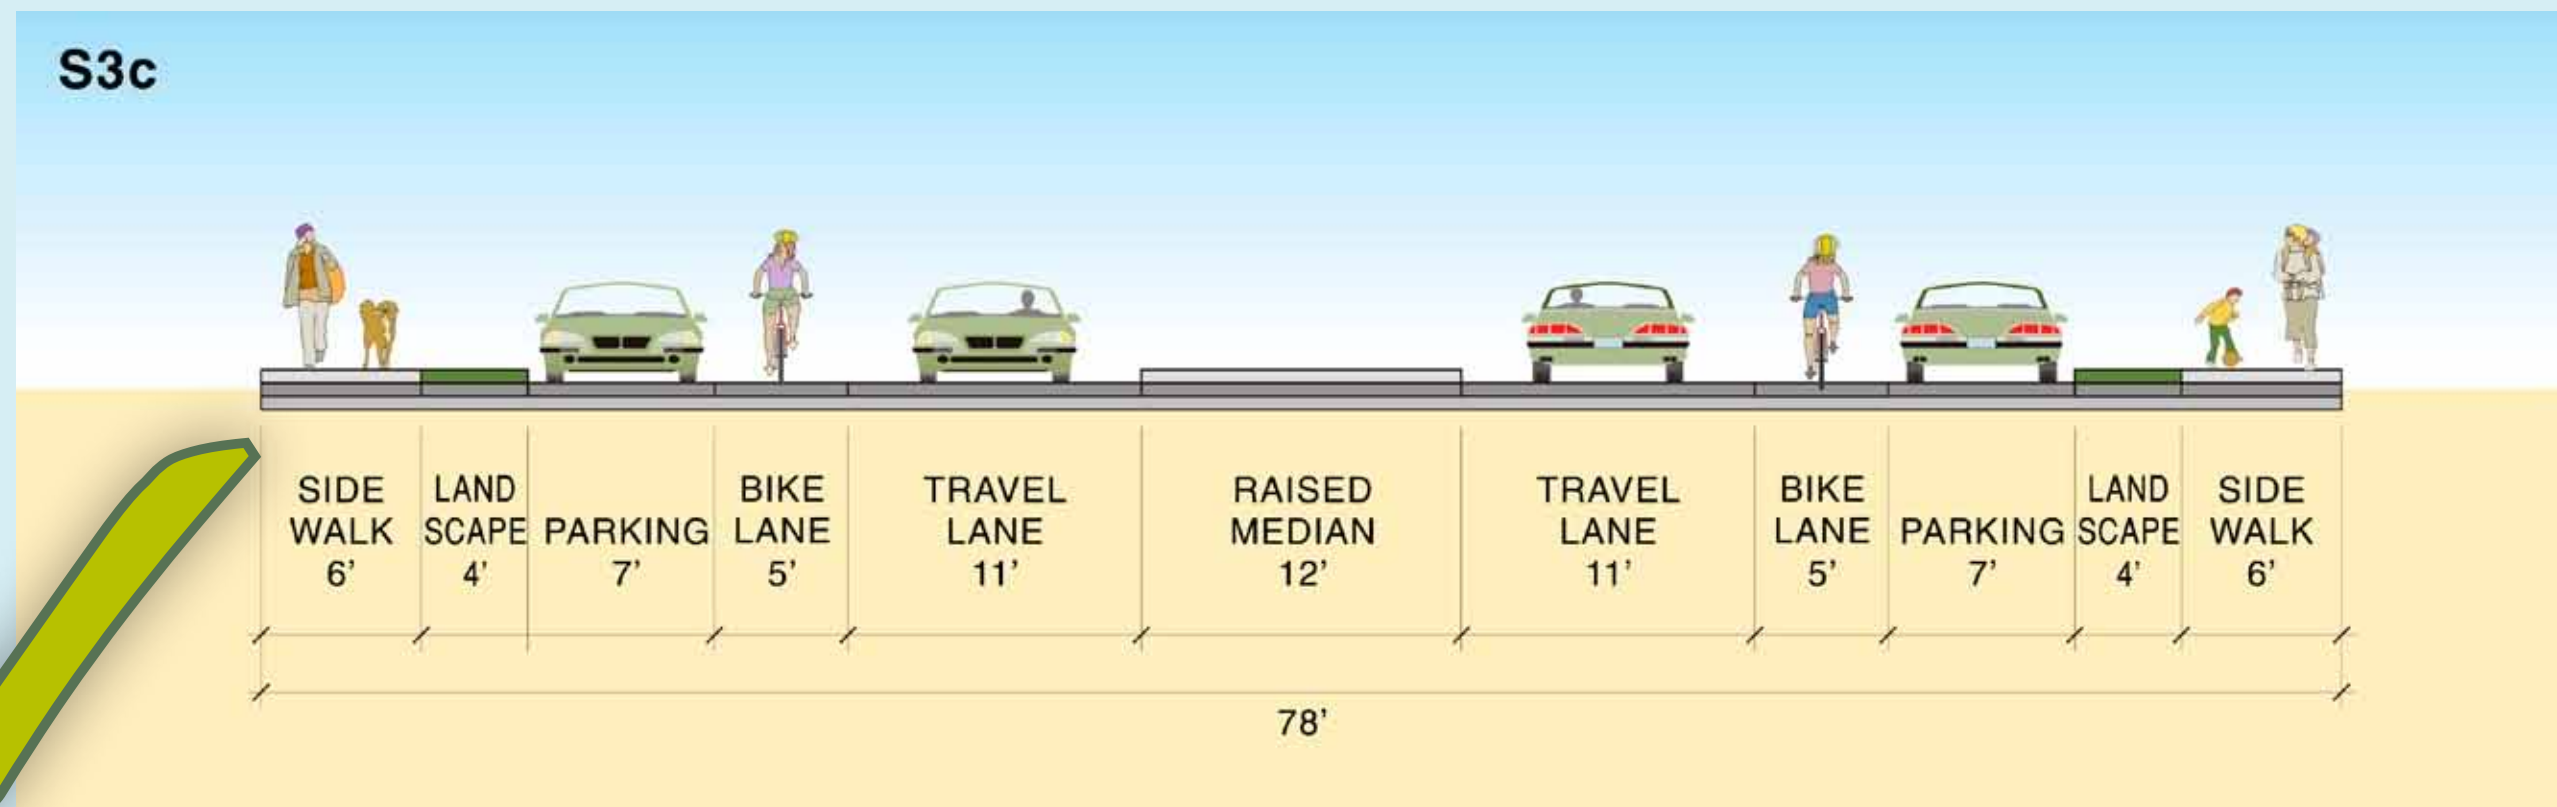 S3c
SIDE WALK 6’
LAND SCAPE 4’
PARKING 7’
BIKE LANE 5’
TRAVEL LANE 11’
RAISED MEDIAN 12’
TRAVEL LANE 11’
BIKE LANE 5’
PARKING 7’
LAND SCAPE 4’
SIDE WALK 6’
78’